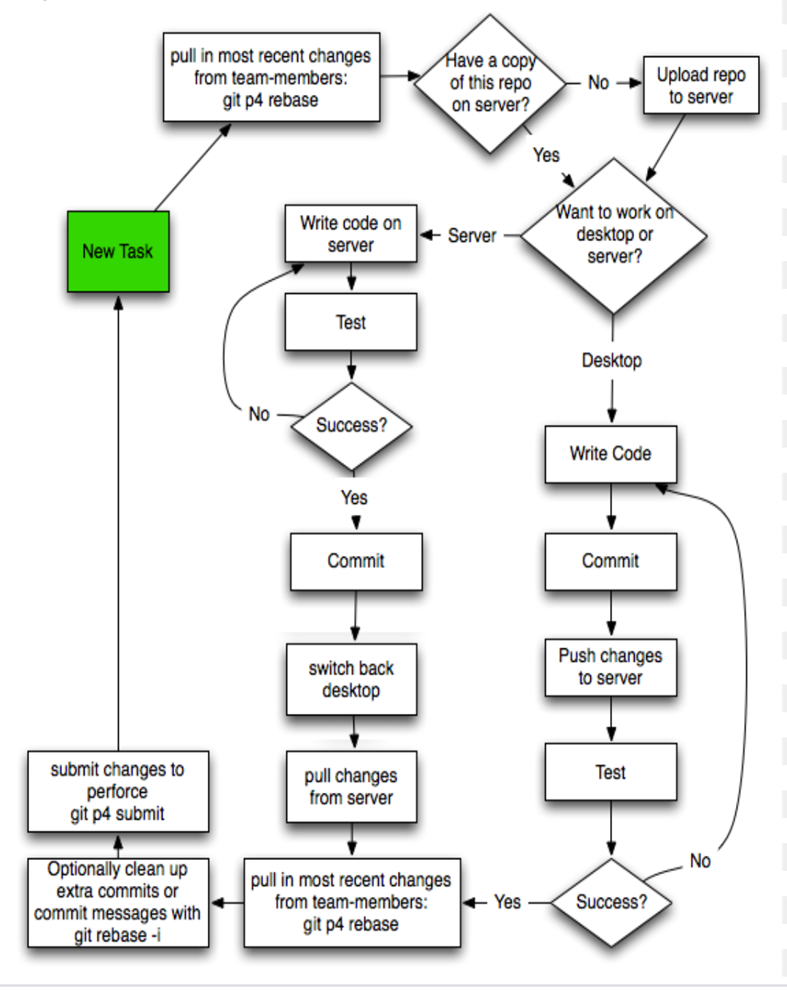 pull in most recent changes
from team-members:
git p4 rebase
Have a copy
of this repo
on server?
No
Upload repo
to server
Yes
New Task
Write code on
server
Server
Want to work on
desktop or
server?
Test
Desktop
No
Success?
Write Code
Yes
Commit
Commit
switch back
desktop
Push changes
to server
submit changes to
perforce
git p4 submit
pull changes
from server
Test
Optionally clean up
extra commits or
commit messages with
git rebase -i
pull in most recent changes
from team-members:
git p4 rebase
Yes
Success?
No